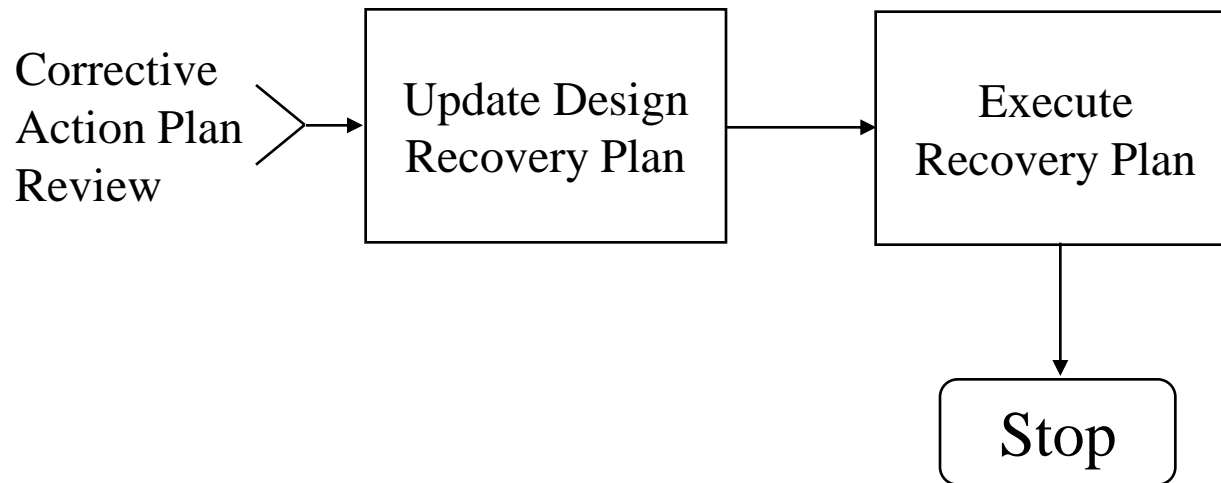 Corrective
Action Plan
Review
Update Design
Recovery Plan
Execute
Recovery Plan
Stop